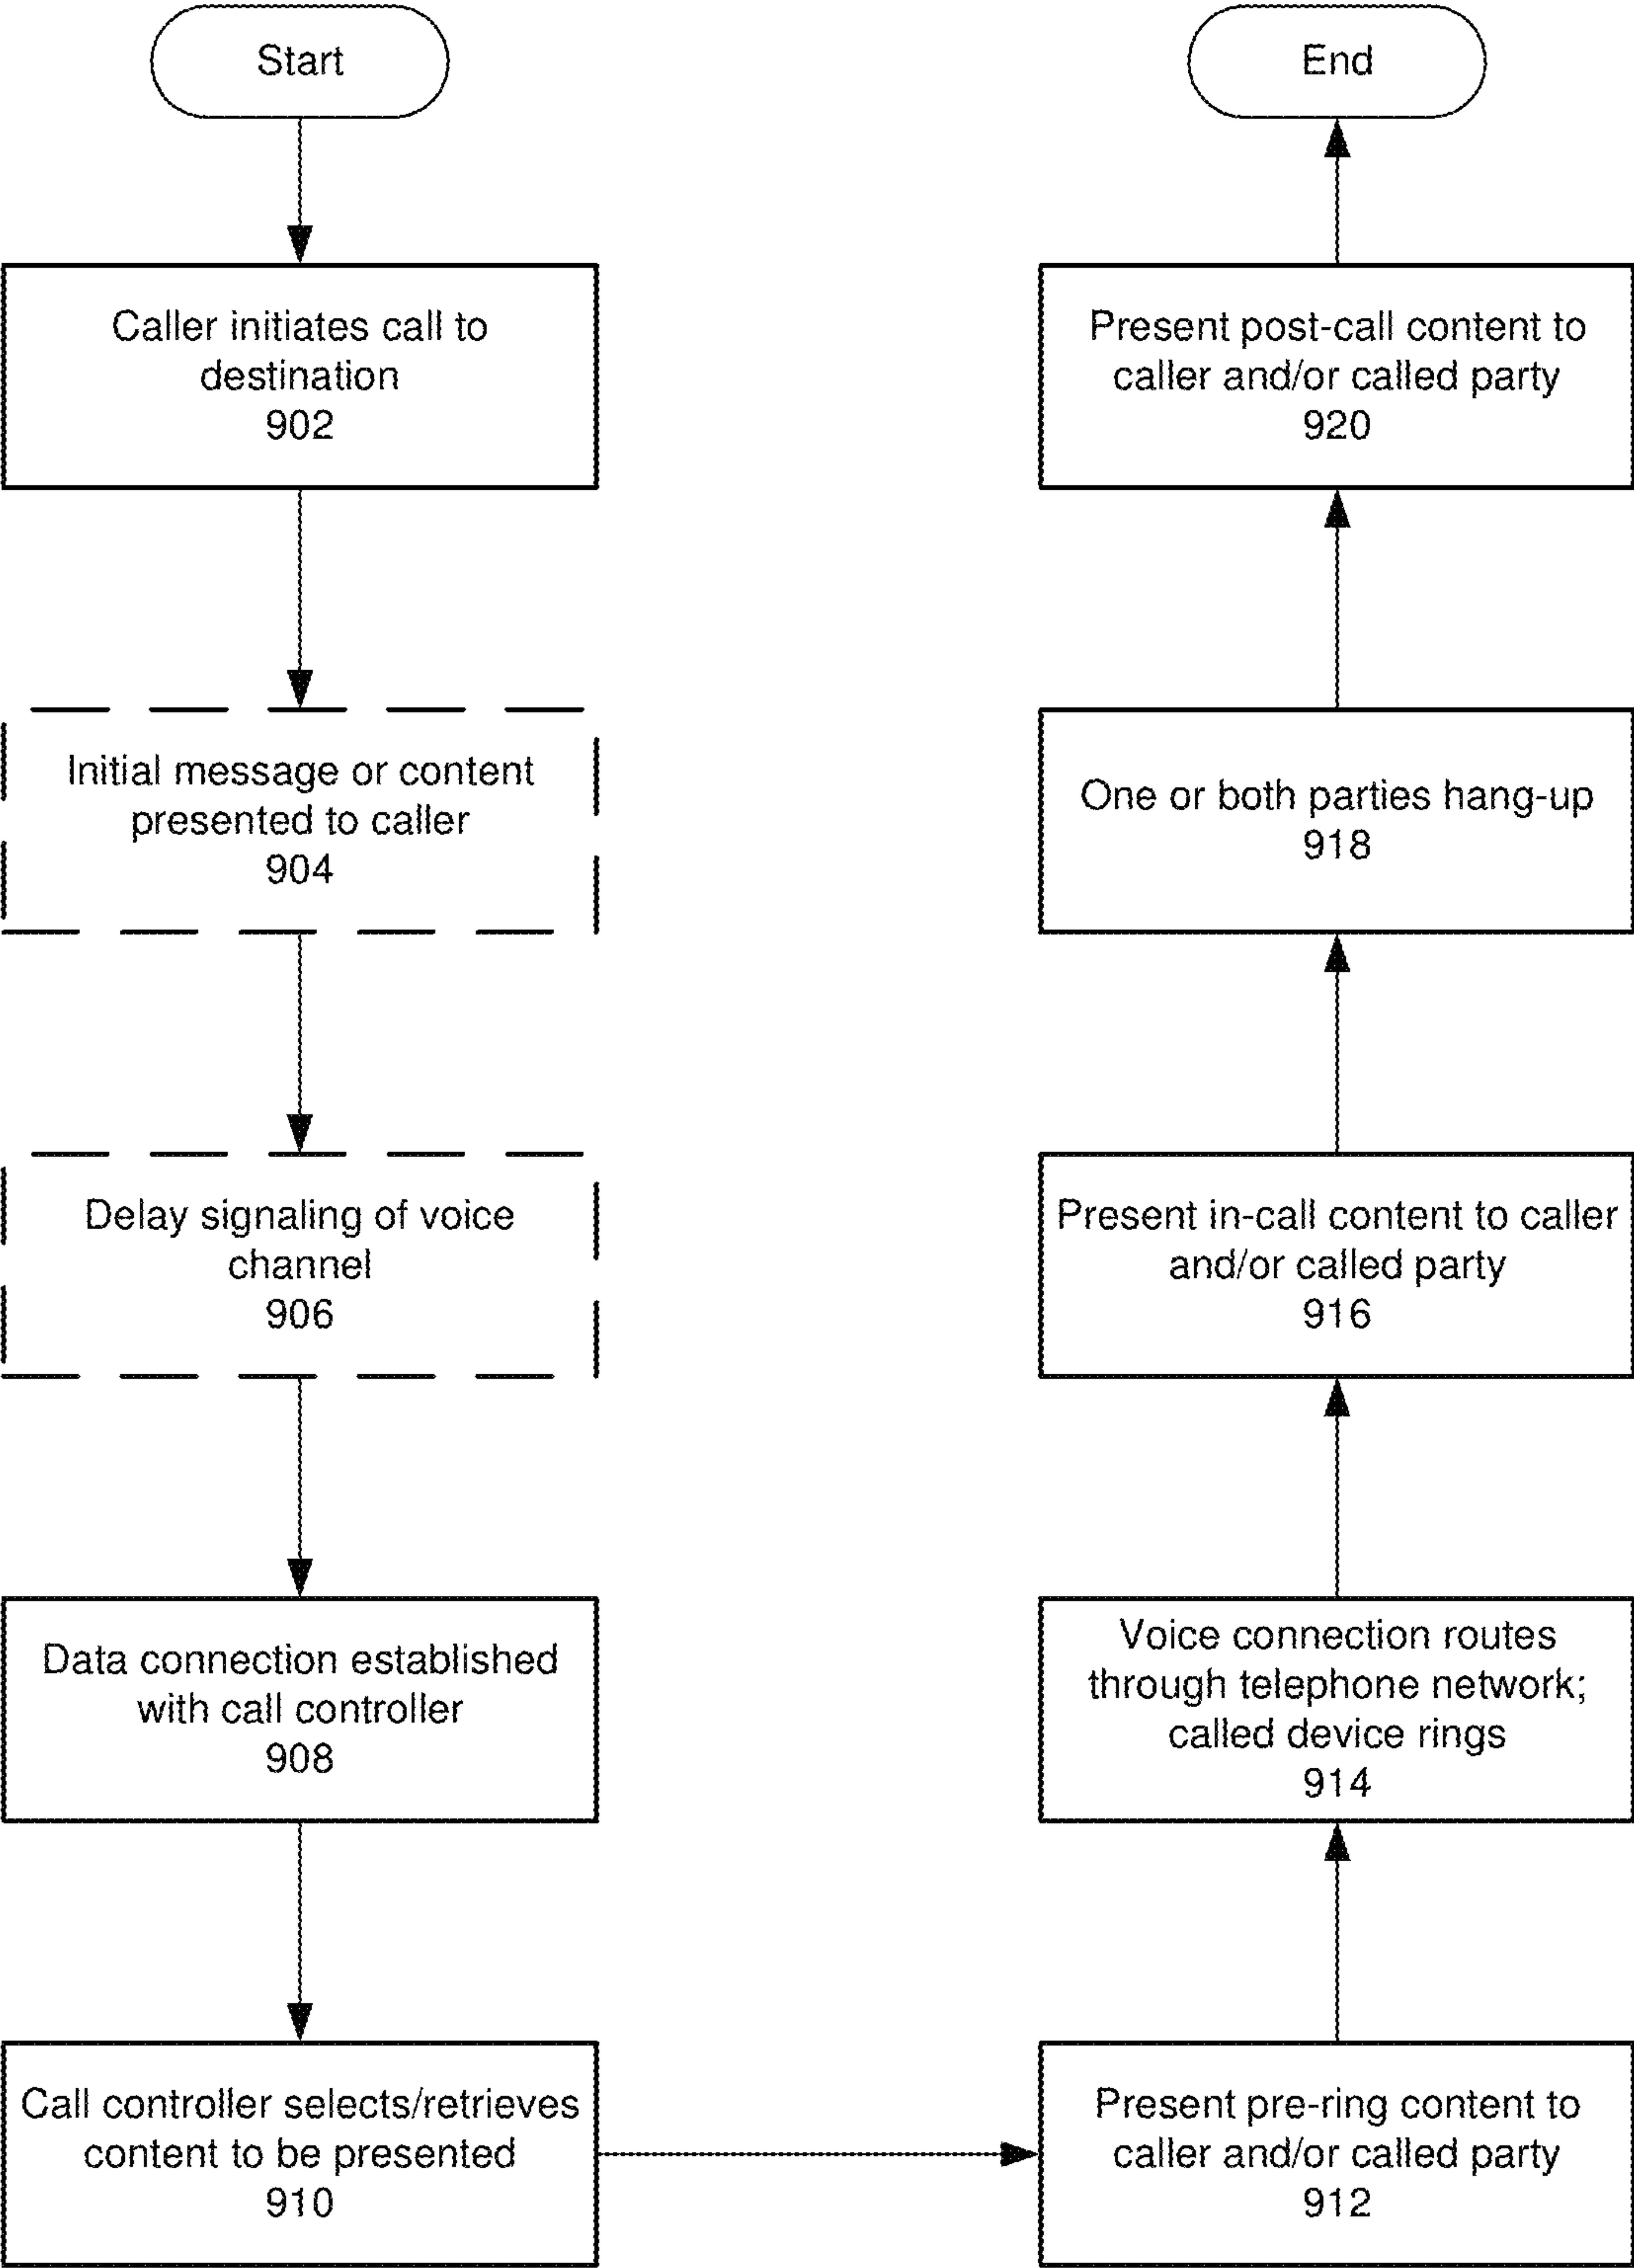 Start
Caller initiates call to
destination
902
Initial message or content
presented to caller
904
Delay signaling of voice
channel
906
Data connection established
with call controller
908
Call controller selects/retrieves
content to be presented
910
Present pre-ring content to
caller and/or called party
912
Voice connection routes
through telephone network;
called device rings
914
Present in-call content to caller
and/or called party
916
One or both parties hang-up
918
Present post-call content to
caller and/or called party
920
End